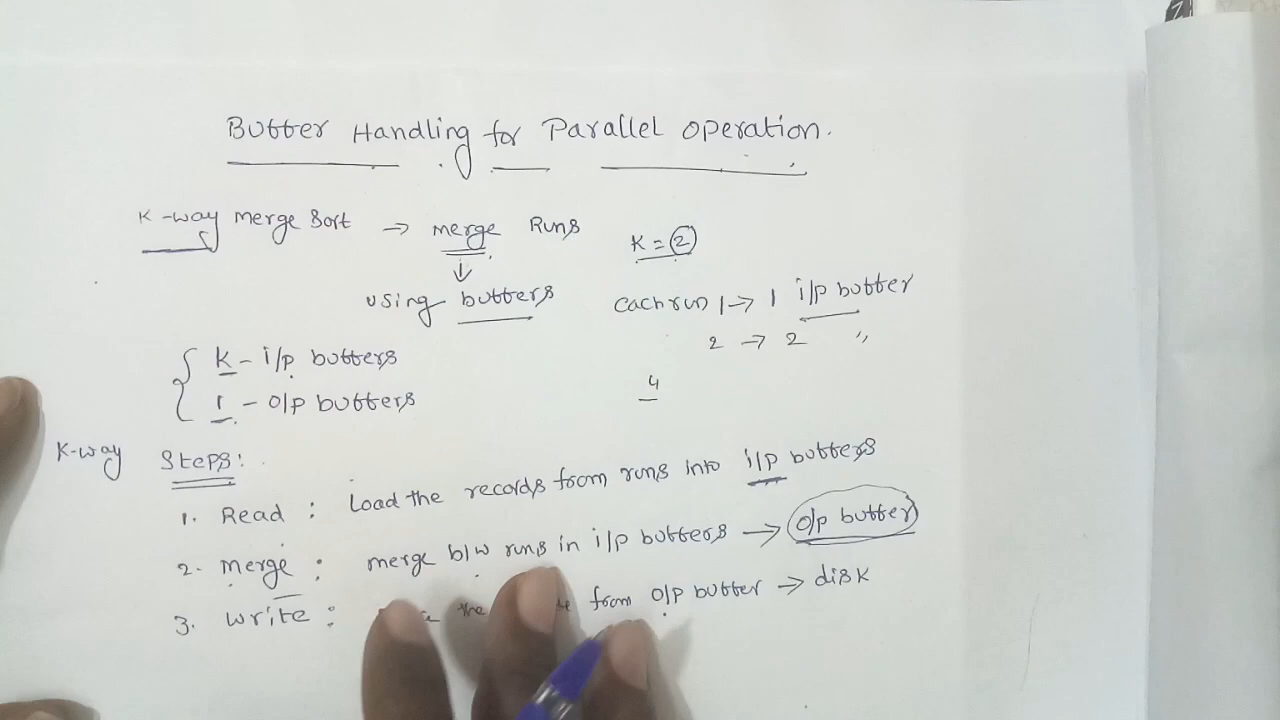 Buffer Handling for Parallel Operation.
K-way merge Sort → merge Runs
K = 2
↓
using buffers
Each run 1 → 1 i/p buffer
2 → 2 ,,
{ K - i/p buffers
1 - o/p buffers
4
K-way Steps:
1. Read : Load the records from runs into i/p buffers
2. Merge : merge b/w runs in i/p buffers → o/p buffer
3. Write : the from o/p buffer → disk